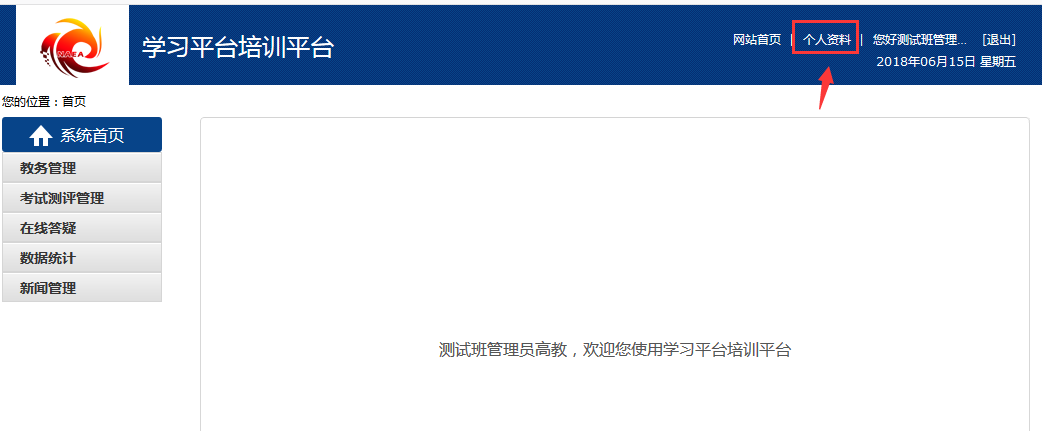 NAEA
学习平台培训平台
网站首页 | 个人资料 | 您好测试班管理... [退出]
2018年06月15日 星期五
您的位置：首页
系统首页
教务管理
考试测评管理
在线答疑
数据统计
新闻管理
测试班管理员高教，欢迎您使用学习平台培训平台